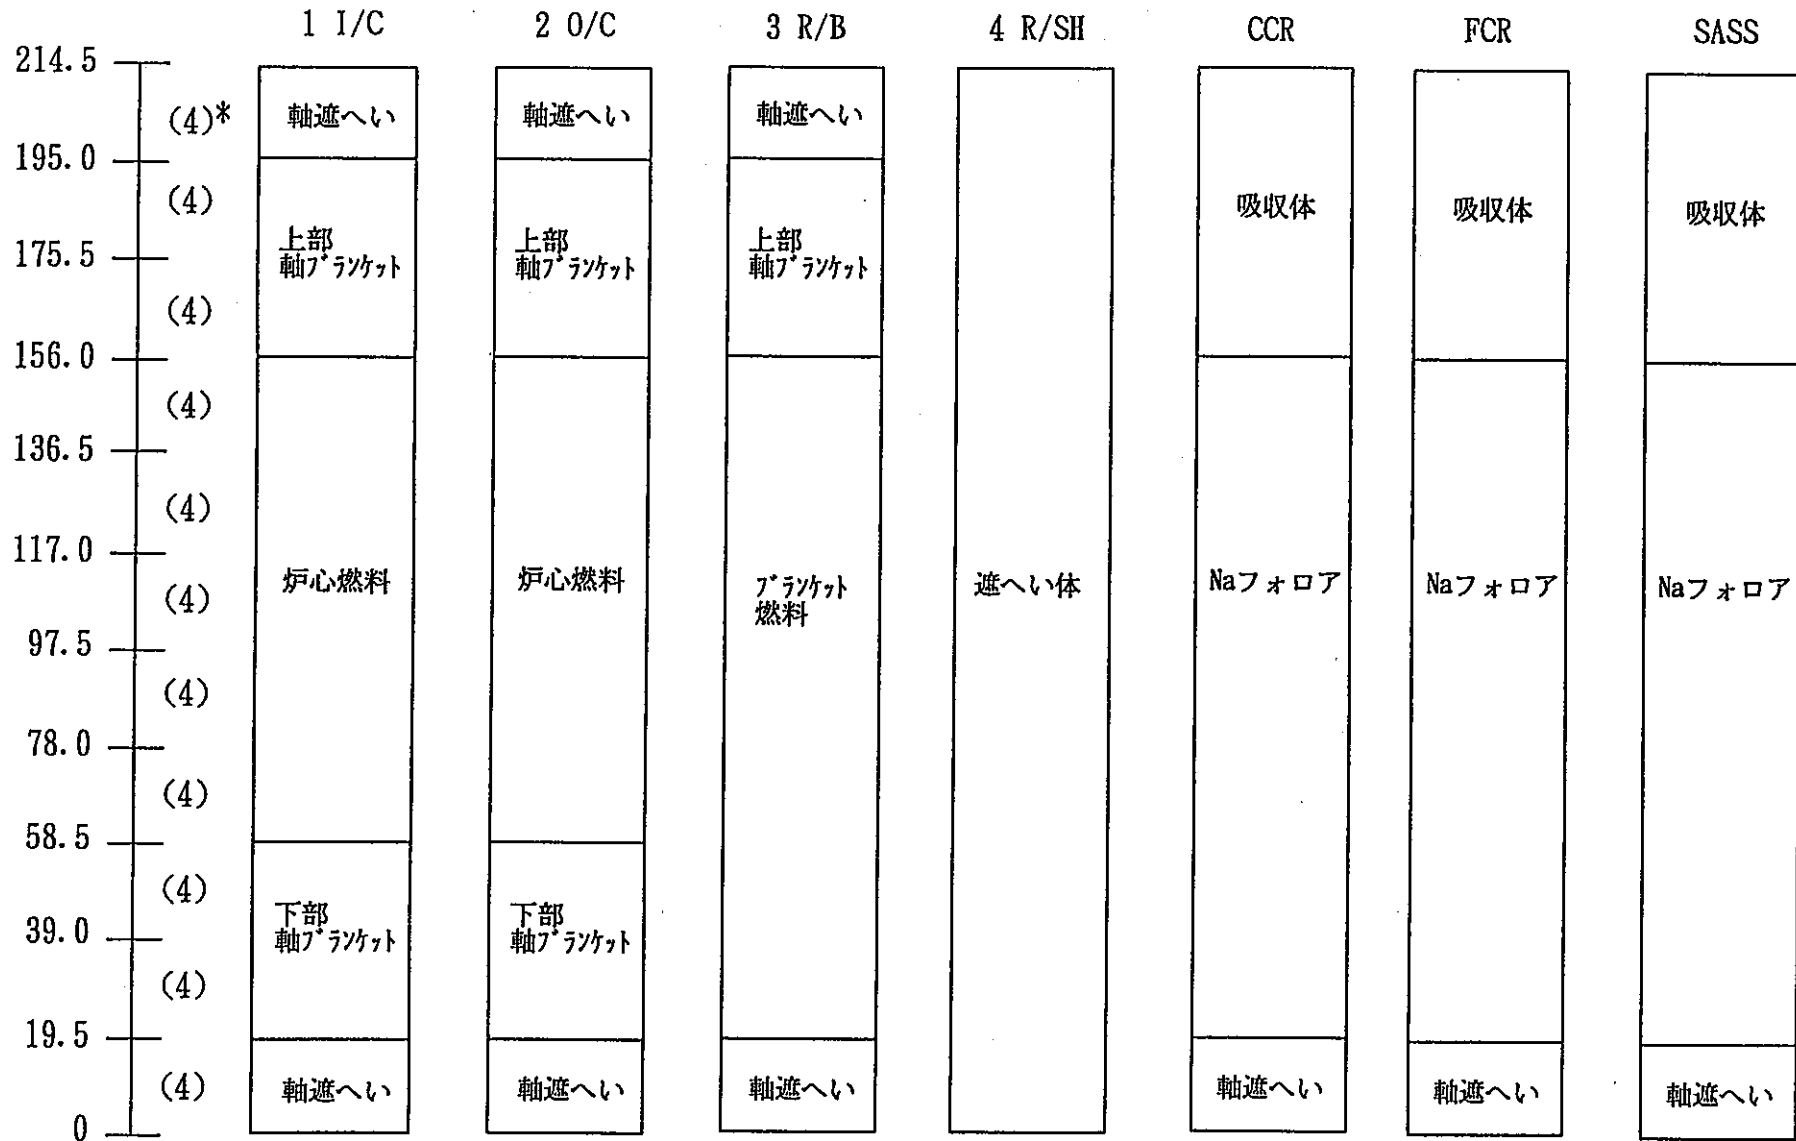 1 I/C 2 O/C 3 R/B 4 R/SH CCR FCR SASS
214.5
(4)* 軸遮へい 軸遮へい 軸遮へい
195.0
(4) 吸収体 吸収体 吸収体
175.5
上部 上部 上部
軸ブランケット 軸ブランケット 軸ブランケット
(4)
156.0
(4)
136.5
(4)
117.0
炉心燃料 炉心燃料 ブランケット 遮へい体 Naフォロア Naフォロア Naフォロア
(4) 燃料
97.5
(4)
78.0
(4)
58.5
(4)
下部 下部
39.0 軸ブランケット 軸ブランケット
(4)
19.5
(4) 軸遮へい 軸遮へい 軸遮へい 軸遮へい 軸遮へい 軸遮へい
0